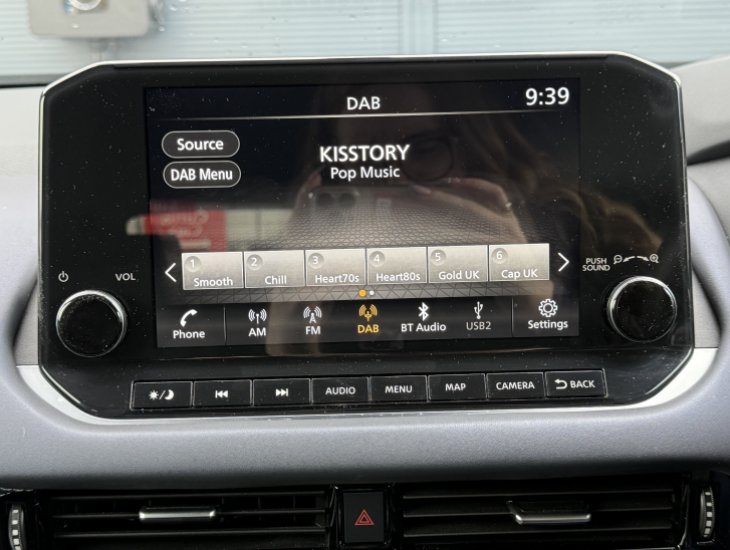 DAB
9:39
Source
KISSTORY
DAB Menu
Pop Music
1 Smooth
2 Chill
3 Heart70s
4 Heart80s
5 Gold UK
6 Cap UK
VOL
PUSH SOUND
Phone
AM
FM
DAB
BT Audio
USB2
Settings
AUDIO
MENU
MAP
CAMERA
BACK